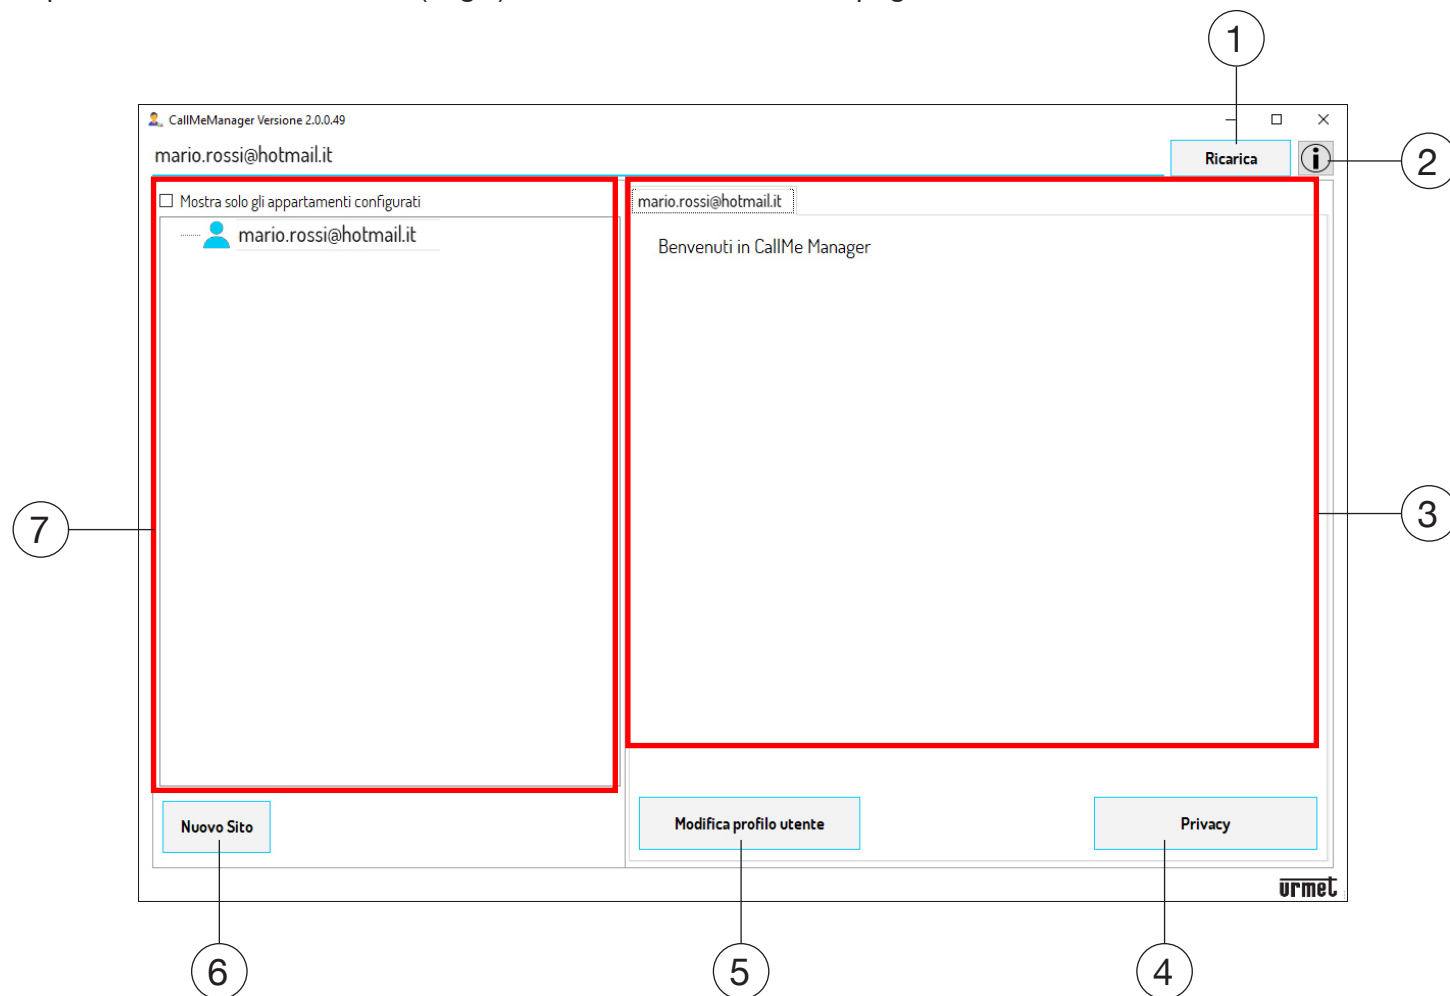 1
CallMeManager Versione 2.0.0.49
mario.rossi@hotmail.it
Ricarica
2
Mostra solo gli appartamenti configurati
mario.rossi@hotmail.it
mario.rossi@hotmail.it
Benvenuti in CallMe Manager
7
3
Nuovo Sito
Modifica profilo utente
Privacy
urmet
6
5
4